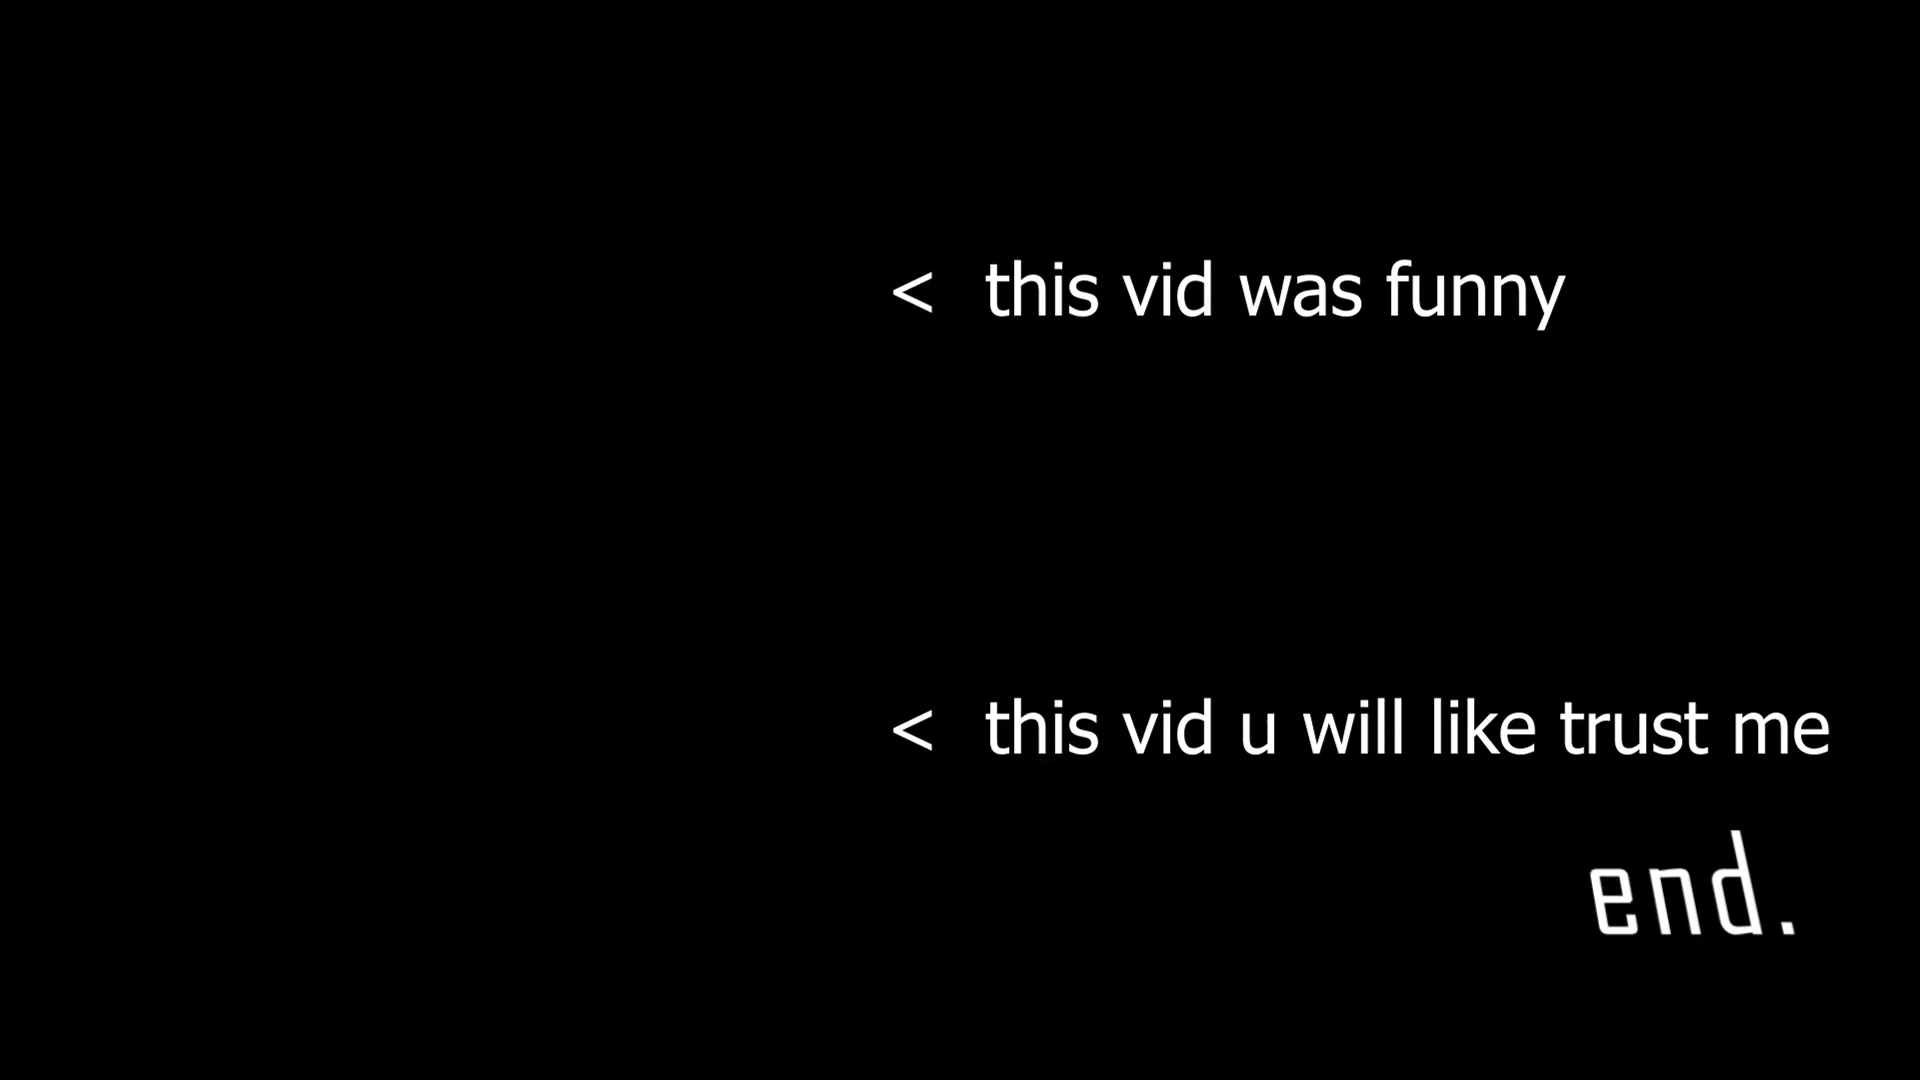 < this vid was funny
< this vid u will like trust me
end.